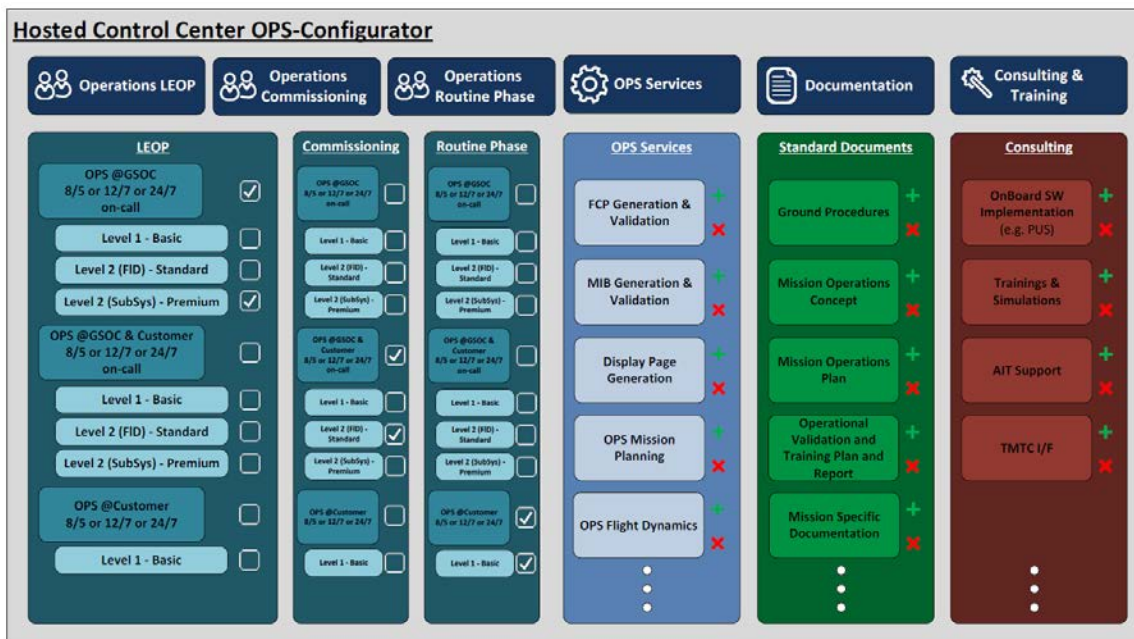 Hosted Control Center OPS-Configurator
Operations LEOP
Operations
Commissioning
Operations
Routine Phase
OPS Services
Documentation
Consulting &
Training
LEOP
OPS @GSOC
8/5 or 12/7 or 24/7
on-call
Level 1 - Basic
Level 2 (FID) - Standard
Level 2 (SubSys) - Premium
OPS @GSOC & Customer
8/5 or 12/7 or 24/7
on-call
Level 1 - Basic
Level 2 (FID) - Standard
Level 2 (SubSys) - Premium
OPS @Customer
8/5 or 12/7 or 24/7
Level 1 - Basic
Commissioning
OPS @GSOC
8/5 or 12/7 or 24/7
on-call
Level 1 - Basic
Level 2 (FID) -
Standard
Level 2 (SubSys) -
Premium
OPS @GSOC &
Customer
8/5 or 12/7 or 24/7
on-call
Level 1 - Basic
Level 2 (FID) -
Standard
Level 2 (SubSys) -
Premium
OPS @Customer
8/5 or 12/7 or 24/7
Level 1 - Basic
Routine Phase
OPS @GSOC
8/5 or 12/7 or 24/7
on-call
Level 1 - Basic
Level 2 (FID) -
Standard
Level 2 (SubSys) -
Premium
OPS @GSOC &
Customer
8/5 or 12/7 or 24/7
on-call
Level 1 - Basic
Level 2 (FID) -
Standard
Level 2 (SubSys) -
Premium
OPS @Customer
8/5 or 12/7 or 24/7
Level 1 - Basic
OPS Services
FCP Generation &
Validation
MIB Generation &
Validation
Display Page
Generation
OPS Mission
Planning
OPS Flight Dynamics
Standard Documents
Ground Procedures
Mission Operations
Concept
Mission Operations
Plan
Operational
Validation and
Training Plan and
Report
Mission Specific
Documentation
Consulting
OnBoard SW
Implementation
(e.g. PUS)
Trainings &
Simulations
AIT Support
TMTC I/F